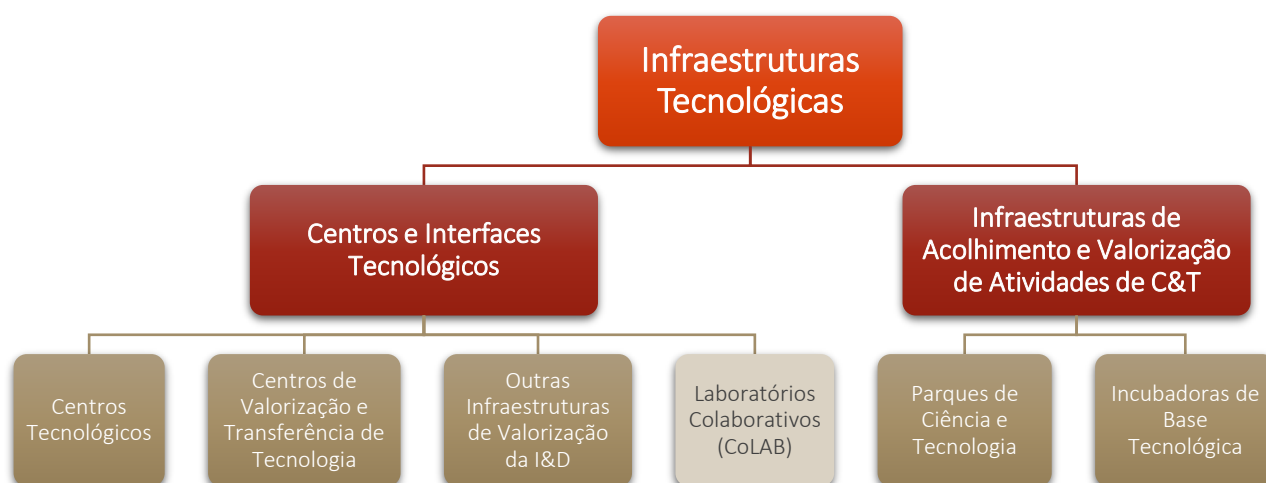 Infraestruturas
Tecnológicas
Centros e Interfaces
Tecnológicos
Infraestruturas de
Acolhimento e Valorização
de Atividades de C&T
Centros
Tecnológicos
Centros de
Valorização e
Transferência de
Tecnologia
Outras
Infraestruturas
de Valorização
da I&D
Laboratórios
Colaborativos
(CoLAB)
Parques de
Ciência e
Tecnologia
Incubadoras de
Base
Tecnológica